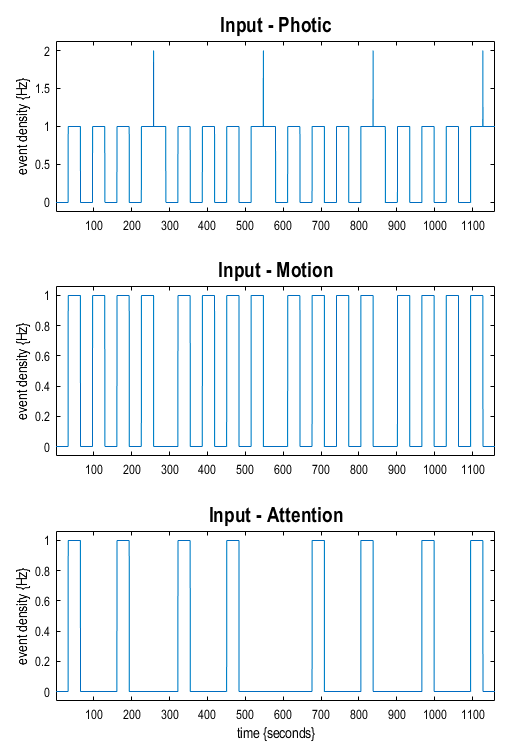 Input - Photic
event density {Hz}
2
1.5
1
0.5
0
100 200 300 400 500 600 700 800 900 1000 1100
Input - Motion
event density {Hz}
1
0.8
0.6
0.4
0.2
0
100 200 300 400 500 600 700 800 900 1000 1100
Input - Attention
event density {Hz}
1
0.8
0.6
0.4
0.2
0
100 200 300 400 500 600 700 800 900 1000 1100
time {seconds}